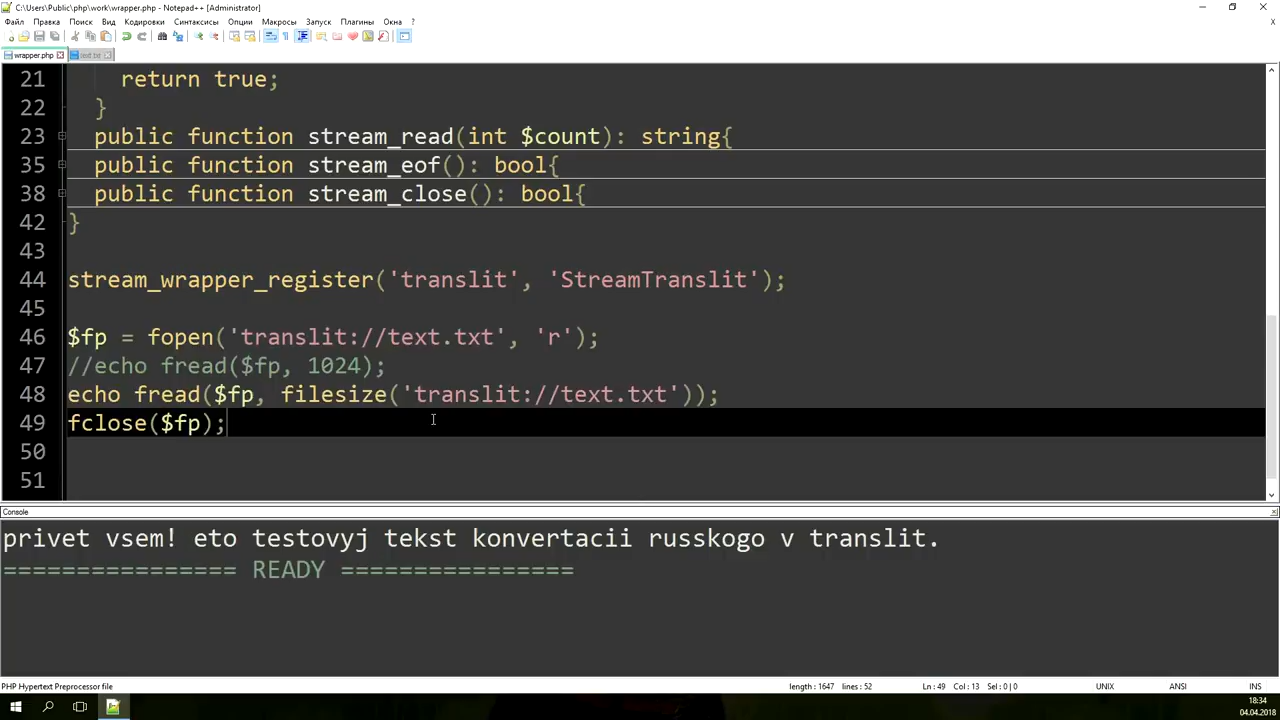 C:\Users\Public\php\work\wrapper.php - Notepad++ [Administrator]
Файл Правка Поиск Вид Кодировки Синтаксисы Опции Макросы Запуск Плагины Окна ?
wrapper.php text.txt
21 return true;
22 }
23 public function stream_read(int $count): string{
35 public function stream_eof(): bool{
38 public function stream_close(): bool{
42 }
43
44 stream_wrapper_register('translit', 'StreamTranslit');
45
46 $fp = fopen('translit://text.txt', 'r');
47 //echo fread($fp, 1024);
48 echo fread($fp, filesize('translit://text.txt'));
49 fclose($fp);
50
51
Console
privet vsem! eto testovyj tekst konvertacii russkogo v translit.
================ READY ================
PHP Hypertext Preprocessor file length : 1647 lines : 52 Ln : 49 Col : 13 Sel : 0 | 0 UNIX ANSI INS
18:34
04.04.2018